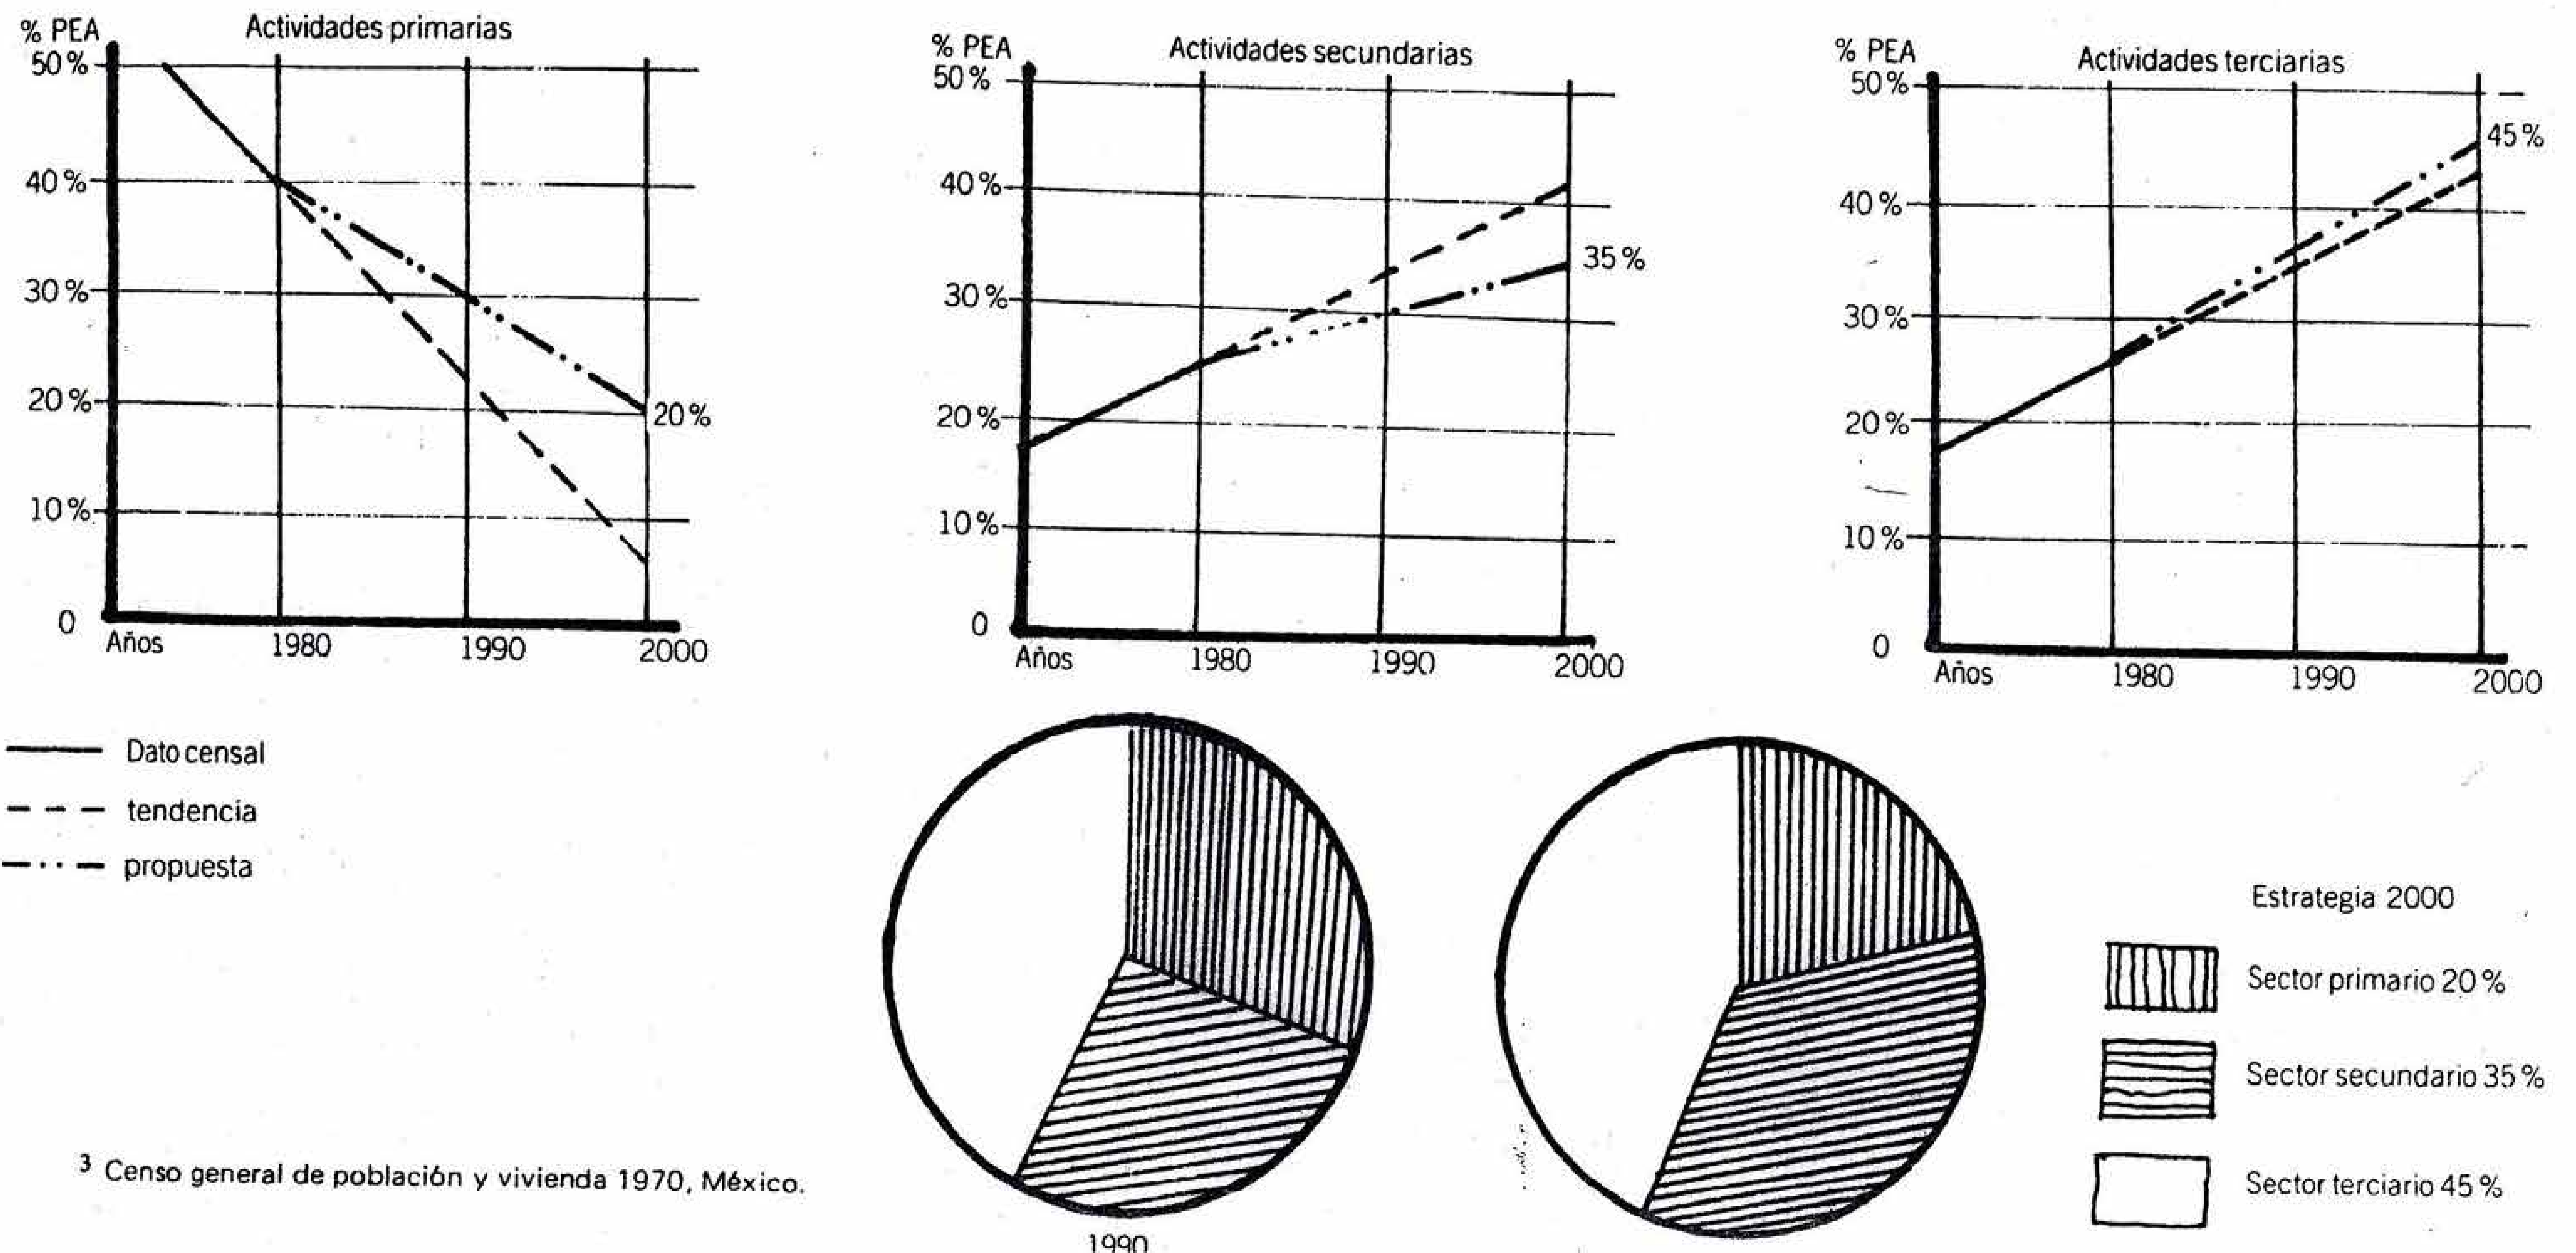 Actividades primarias
% PEA
50%
40%
30%
20%
10%
0
20%
Años 1980 1990 2000
Actividades secundarias
% PEA
50%
40%
30%
20%
10%
0
35%
Años 1980 1990 2000
Actividades terciarias
% PEA
50%
40%
30%
20%
10%
0
45%
Años 1980 1990 2000
Dato censal
tendencia
propuesta
1990
Estrategia 2000
Sector primario 20%
Sector secundario 35%
Sector terciario 45%
3 Censo general de población y vivienda 1970, México.